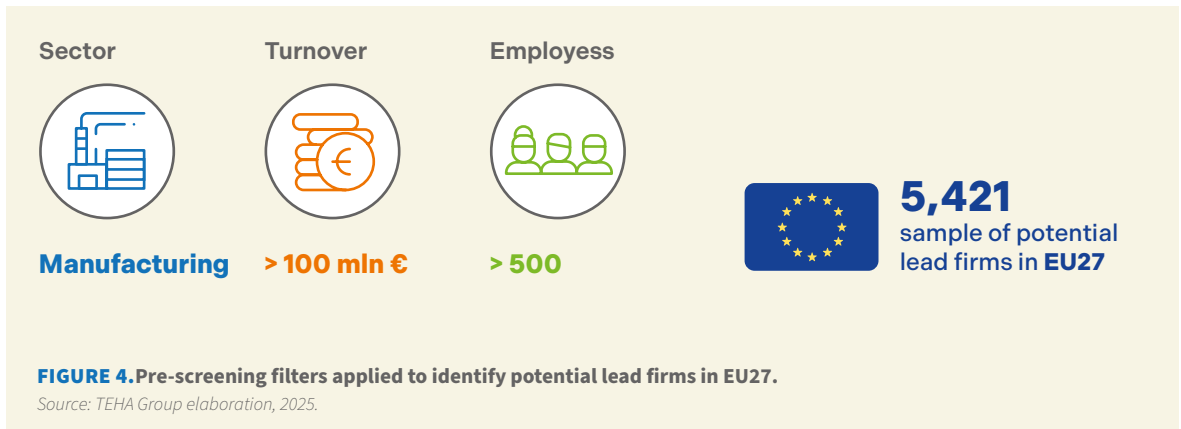 Sector
Turnover
Employess
Manufacturing
> 100 mln €
> 500
5,421
sample of potential
lead firms in EU27
FIGURE 4.Pre-screening filters applied to identify potential lead firms in EU27.
Source: TEHA Group elaboration, 2025.